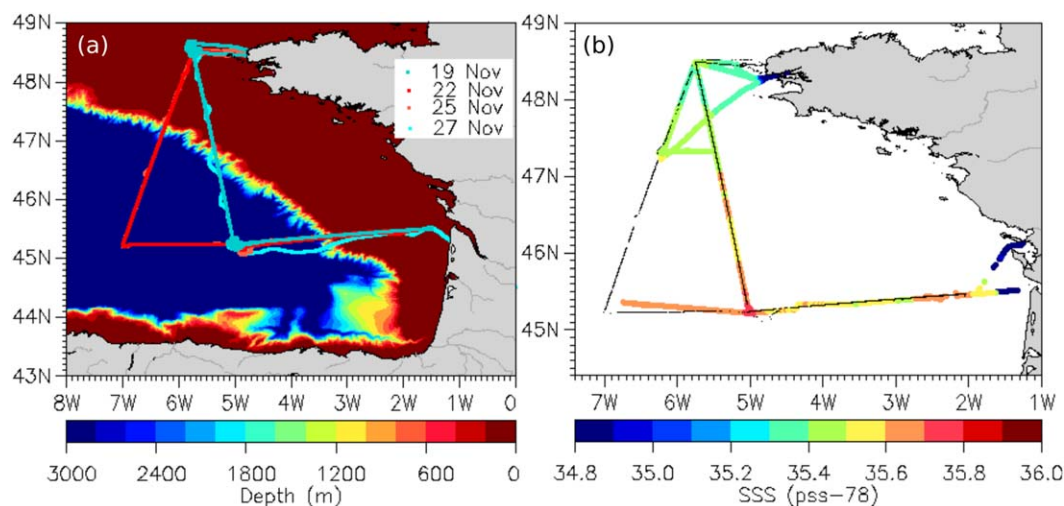 (a)
49N
48N
47N
46N
45N
44N
43N
19 Nov
22 Nov
25 Nov
27 Nov
8W 7W 6W 5W 4W 3W 2W 1W 0
3000 2400 1800 1200 600 0
Depth (m)
(b)
49N
48N
47N
46N
45N
7W 6W 5W 4W 3W 2W 1W
34.8 35.0 35.2 35.4 35.6 35.8 36.0
SSS (pss-78)